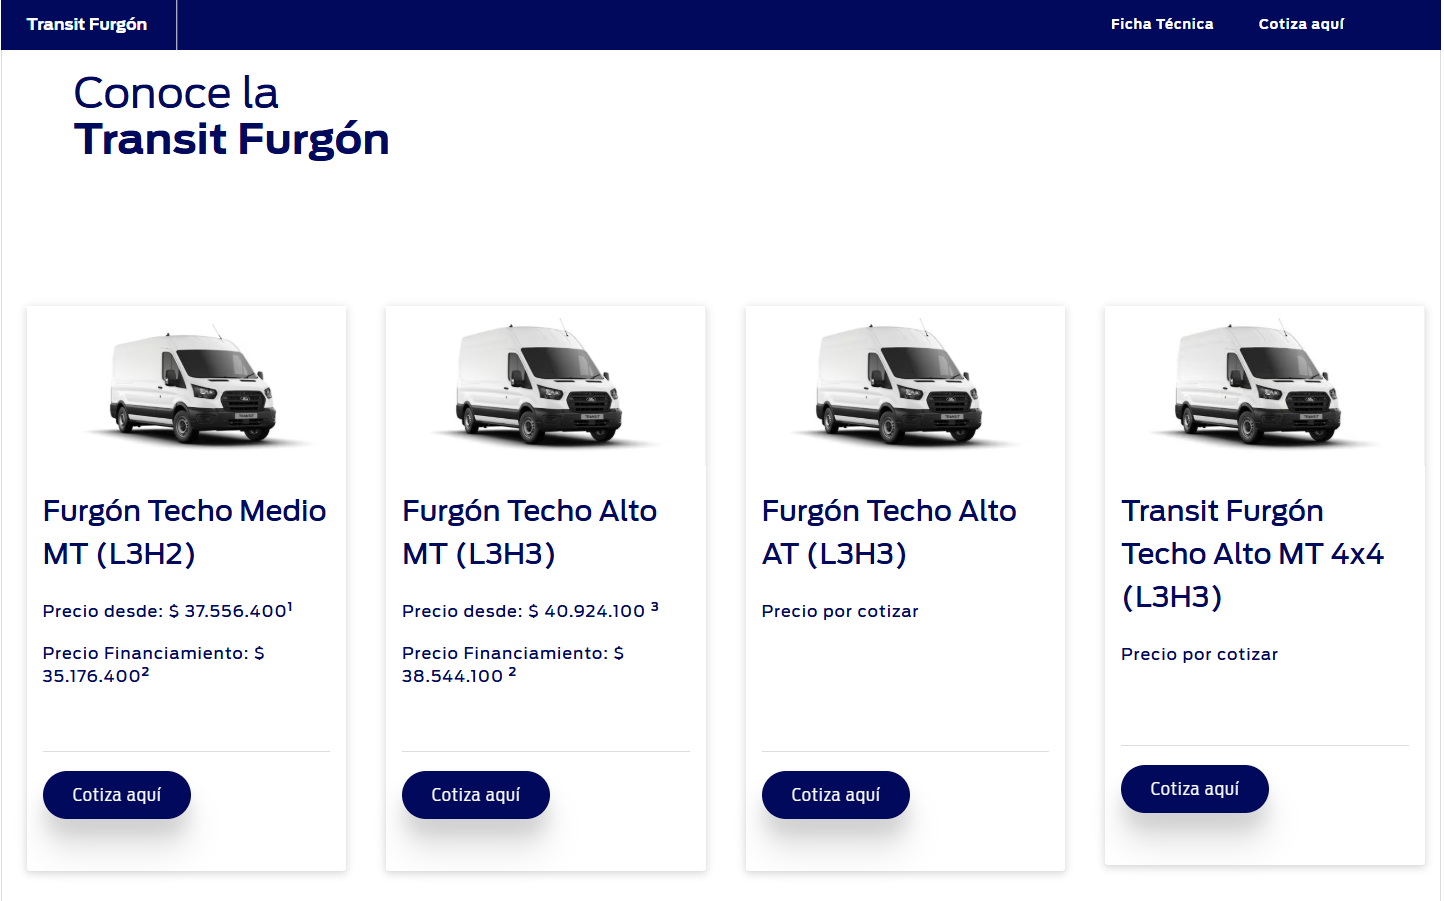 Transit Furgón
Ficha Técnica
Cotiza aquí
Conoce la
Transit Furgón
Furgón Techo Medio
MT (L3H2)
Precio desde: $ 37.556.400¹
Precio Financiamiento: $
35.176.400²
Cotiza aquí
Furgón Techo Alto
MT (L3H3)
Precio desde: $ 40.924.100 ³
Precio Financiamiento: $
38.544.100 ²
Cotiza aquí
Furgón Techo Alto
AT (L3H3)
Precio por cotizar
Cotiza aquí
Transit Furgón
Techo Alto MT 4x4
(L3H3)
Precio por cotizar
Cotiza aquí